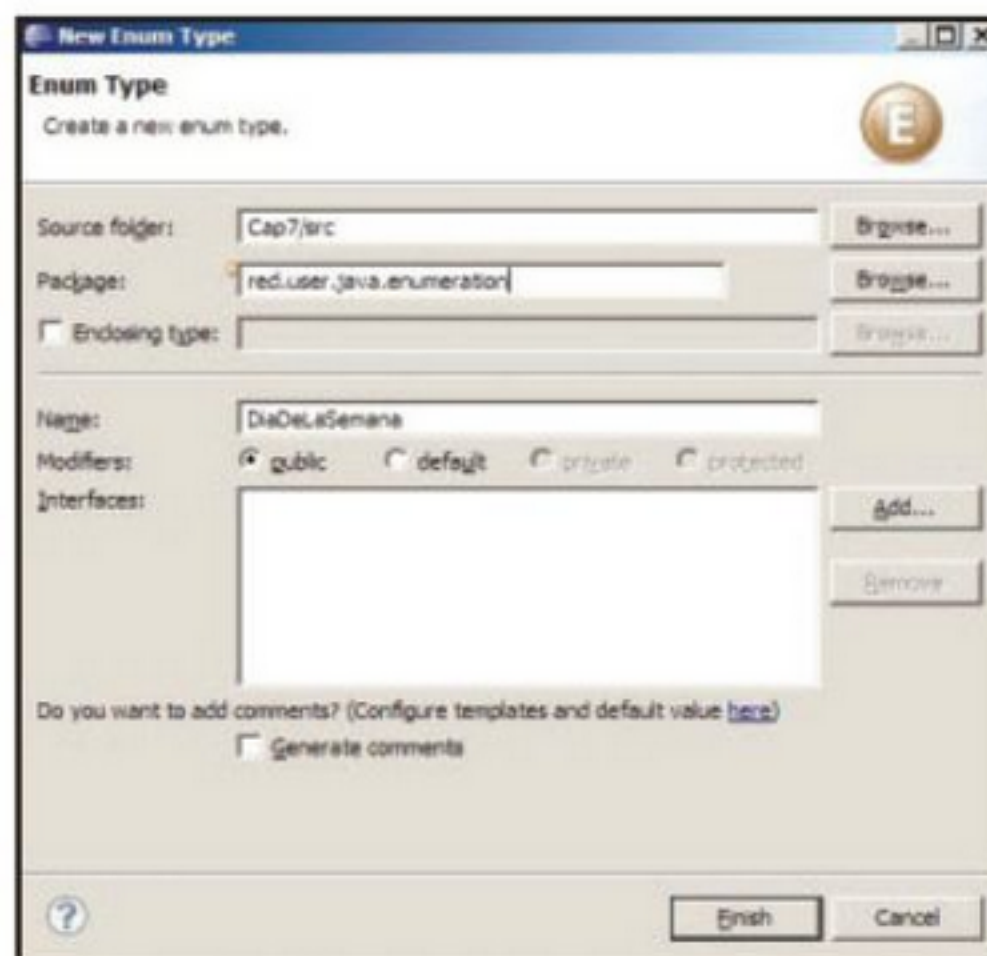 New Enum Type
Enum Type
Create a new enum type.
E
Source folder: Cap7/src Browse...
Package: red.user.java.enumeration Browse...
Enclosing type: Browse...
Name: DiaDeLaSemana
Modifiers: public default private protected
Interfaces: Add...
Remove
Do you want to add comments? (Configure templates and default value here)
Generate comments
? Finish Cancel